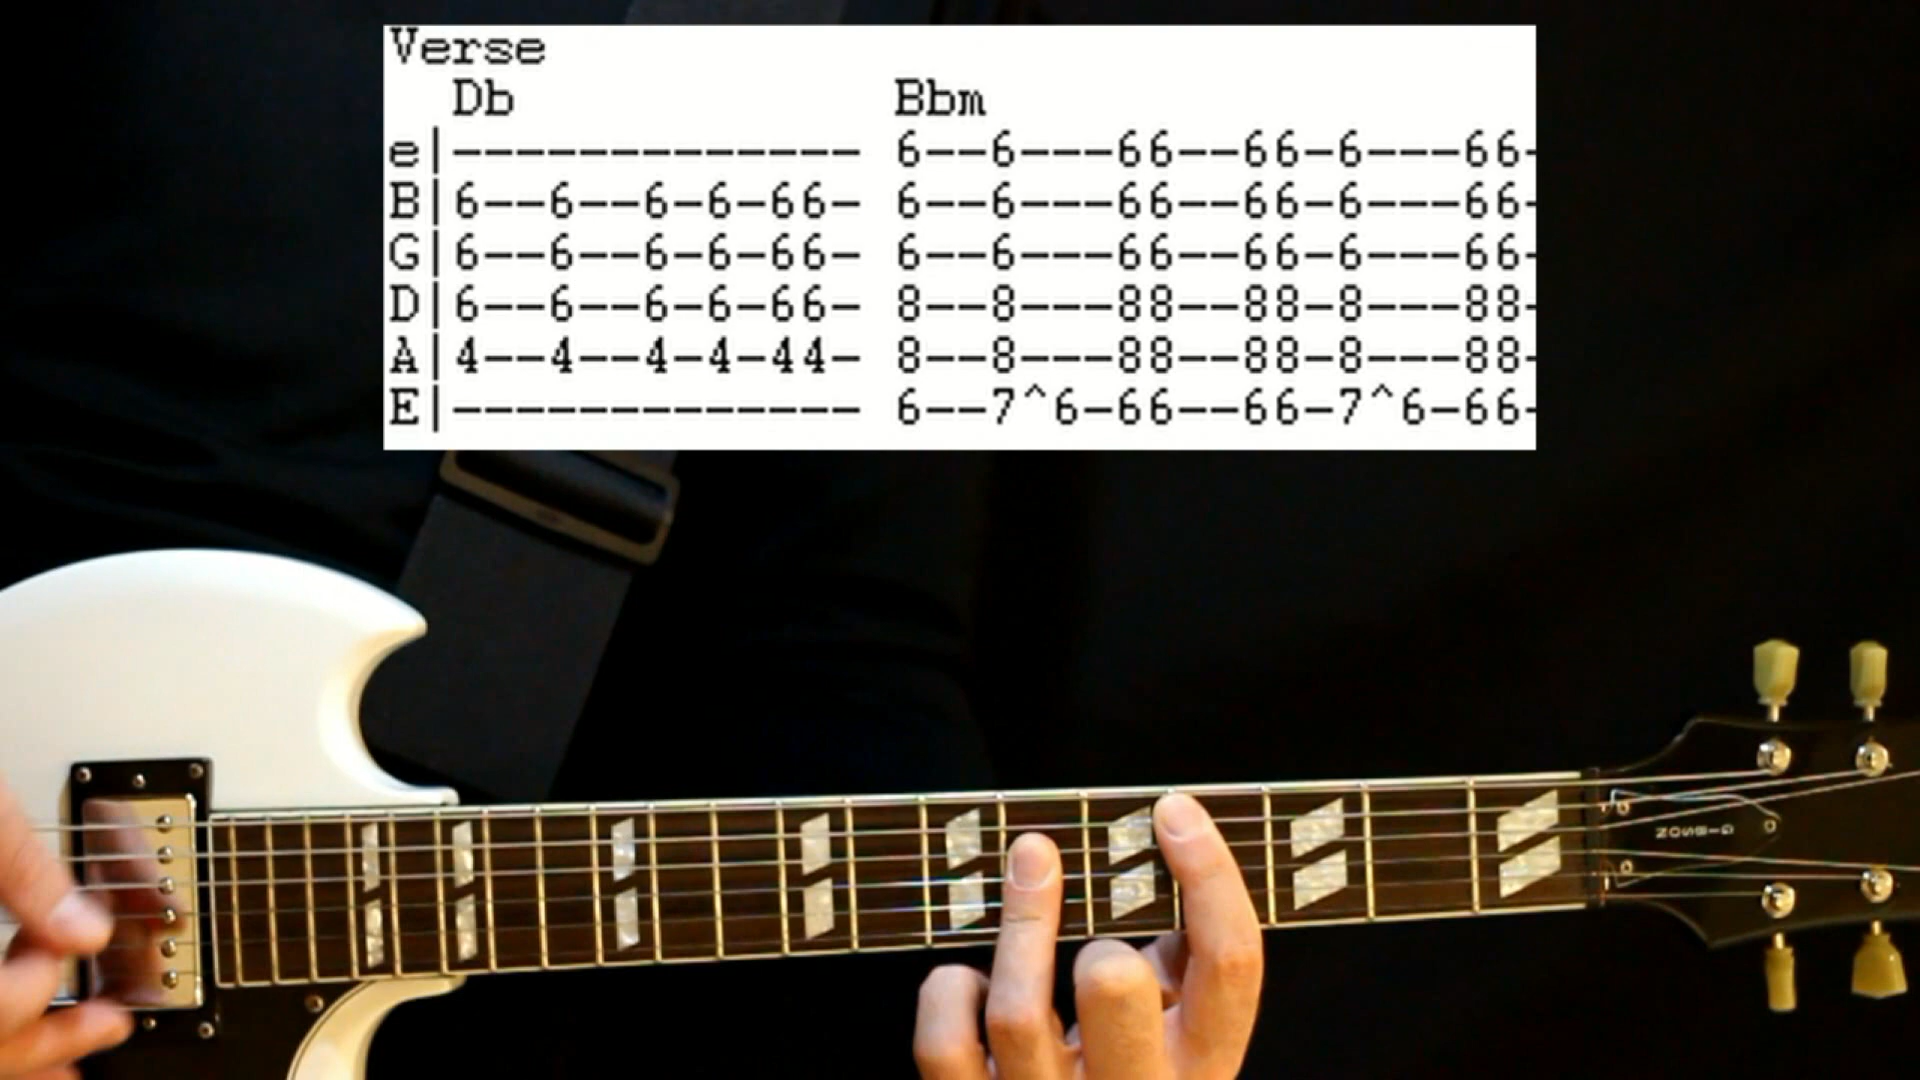 Verse
Db Bbm
e|------------- 6--6---66--66-6---66-
B|6--6--6-6-66- 6--6---66--66-6---66-
G|6--6--6-6-66- 6--6---66--66-6---66-
D|6--6--6-6-66- 8--8---88--88-8---88-
A|4--4--4-4-44- 8--8---88--88-8---88-
E|------------- 6--7^6-66--66-7^6-66-
GIBSON